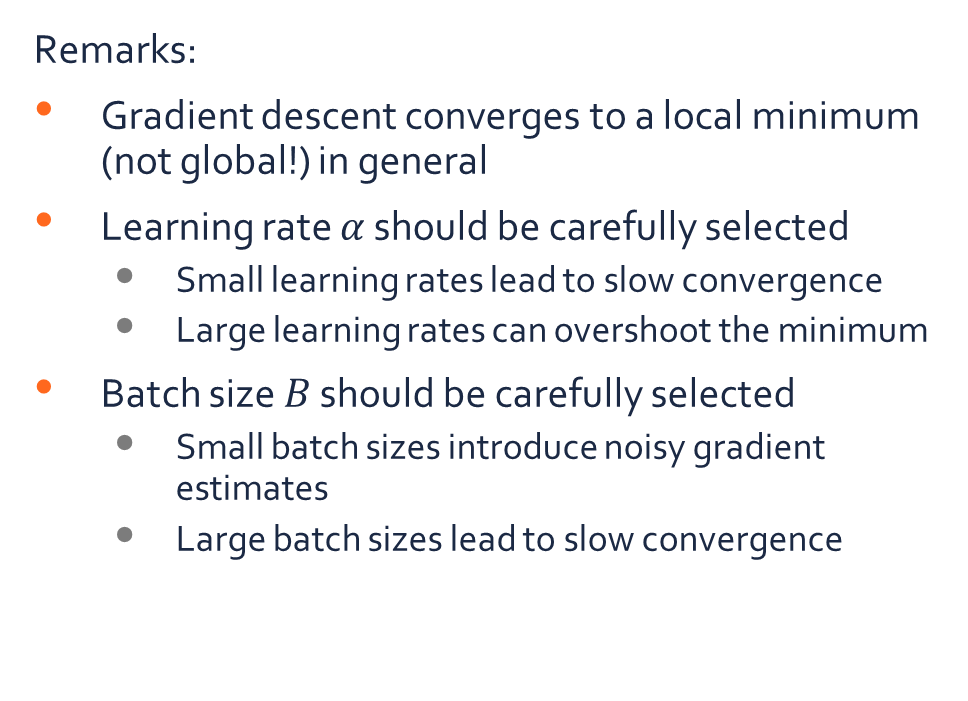 Remarks:
• Gradient descent converges to a local minimum
(not global!) in general
• Learning rate α should be carefully selected
• Small learning rates lead to slow convergence
• Large learning rates can overshoot the minimum
• Batch size B should be carefully selected
• Small batch sizes introduce noisy gradient
estimates
• Large batch sizes lead to slow convergence